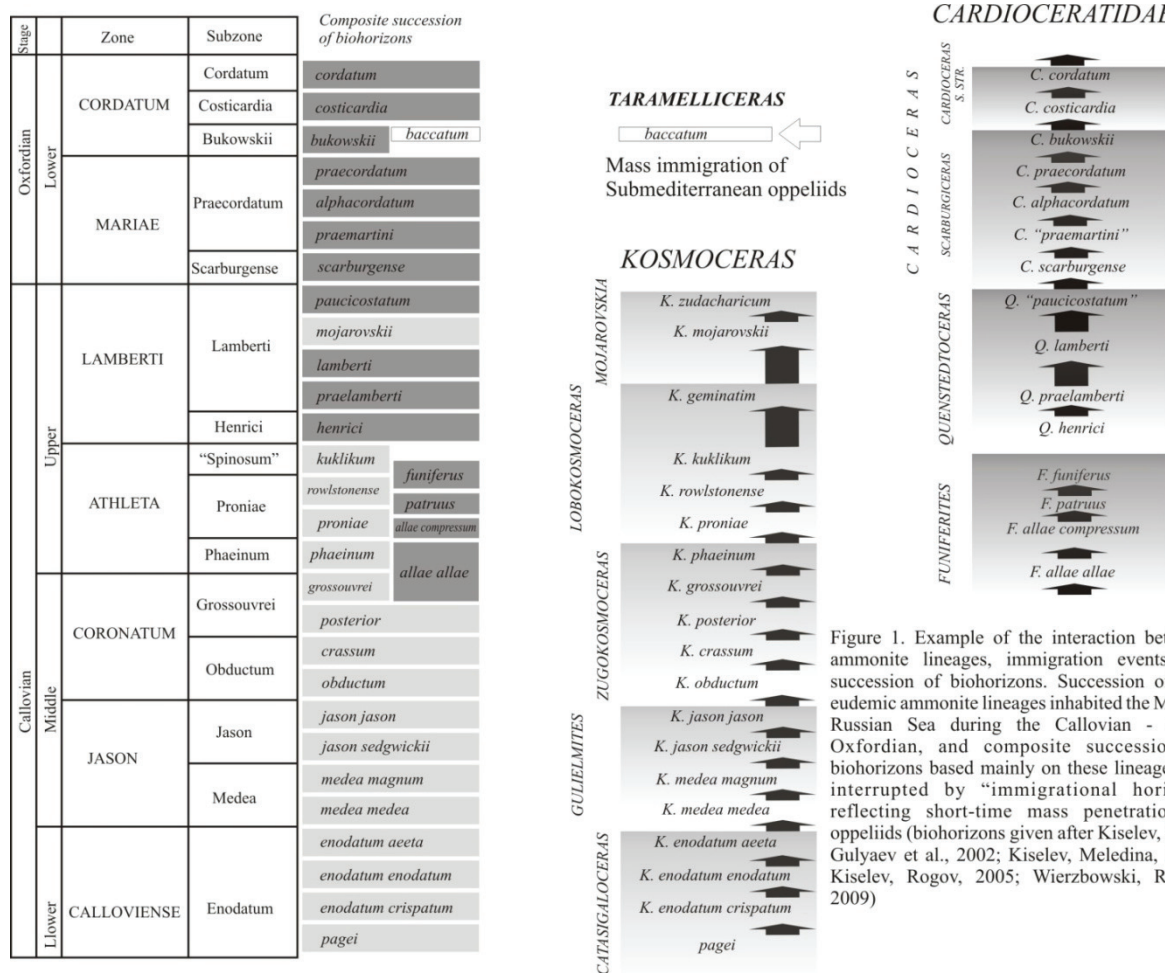 Stage
Zone
Subzone
Composite succession
of biohorizons
Oxfordian
Lower
CORDATUM
Cordatum
cordatum
Costicardia
costicardia
Bukowskii
bukowskii
baccatum
MARIAE
Praecordatum
praecordatum
alphacordatum
praemartini
Scarburgense
scarburgense
Callovian
Upper
LAMBERTI
Lamberti
paucicostatum
mojarovskii
lamberti
praelamberti
Henrici
henrici
ATHLETA
“Spinosum”
kuklikum
funiferus
Proniae
rowlstonense
patruus
proniae
allae compressum
Phaeinum
phaeinum
allae allae
Middle
CORONATUM
Grossouvrei
grossouvrei
posterior
Obductum
crassum
obductum
JASON
Jason
jason jason
jason sedgwickii
Medea
medea magnum
medea medea
Llower
CALLOVIENSE
Enodatum
enodatum aeeta
enodatum enodatum
enodatum crispatum
pagei
TARAMELLICERAS
baccatum
Mass immigration of
Submediterranean oppeliids
KOSMOCERAS
MOJAROVSKIA
K. zudacharicum
K. mojarovskii
LOBOKOSMOCERAS
K. geminatim
K. kuklikum
K. rowlstonense
K. proniae
ZUGOKOSMOCERAS
K. phaeinum
K. grossouvrei
K. posterior
K. crassum
K. obductum
GULIELMITES
K. jason jason
K. jason sedgwickii
K. medea magnum
K. medea medea
CATASIGALOCERAS
K. enodatum aeeta
K. enodatum enodatum
K. enodatum crispatum
pagei
CARDIOCERATIDAE
CARDIOCERAS
CARDIOCERAS
S. STR.
C. cordatum
C. costicardia
SCARBURGICERAS
C. bukowskii
C. praecordatum
C. alphacordatum
C. “praemartini”
C. scarburgense
QUENSTEDTOCERAS
Q. “paucicostatum”
Q. lamberti
Q. praelamberti
Q. henrici
FUNIFERITES
F. funiferus
F. patruus
F. allae compressum
F. allae allae
Figure 1. Example of the interaction bet
ammonite lineages, immigration events
succession of biohorizons. Succession o
eudemic ammonite lineages inhabited the M
Russian Sea during the Callovian -
Oxfordian, and composite successio
biohorizons based mainly on these lineage
interrupted by “immigrational hori
reflecting short-time mass penetratio
oppeliids (biohorizons given after Kiselev,
Gulyaev et al., 2002; Kiselev, Meledina,
Kiselev, Rogov, 2005; Wierzbowski, R
2009)